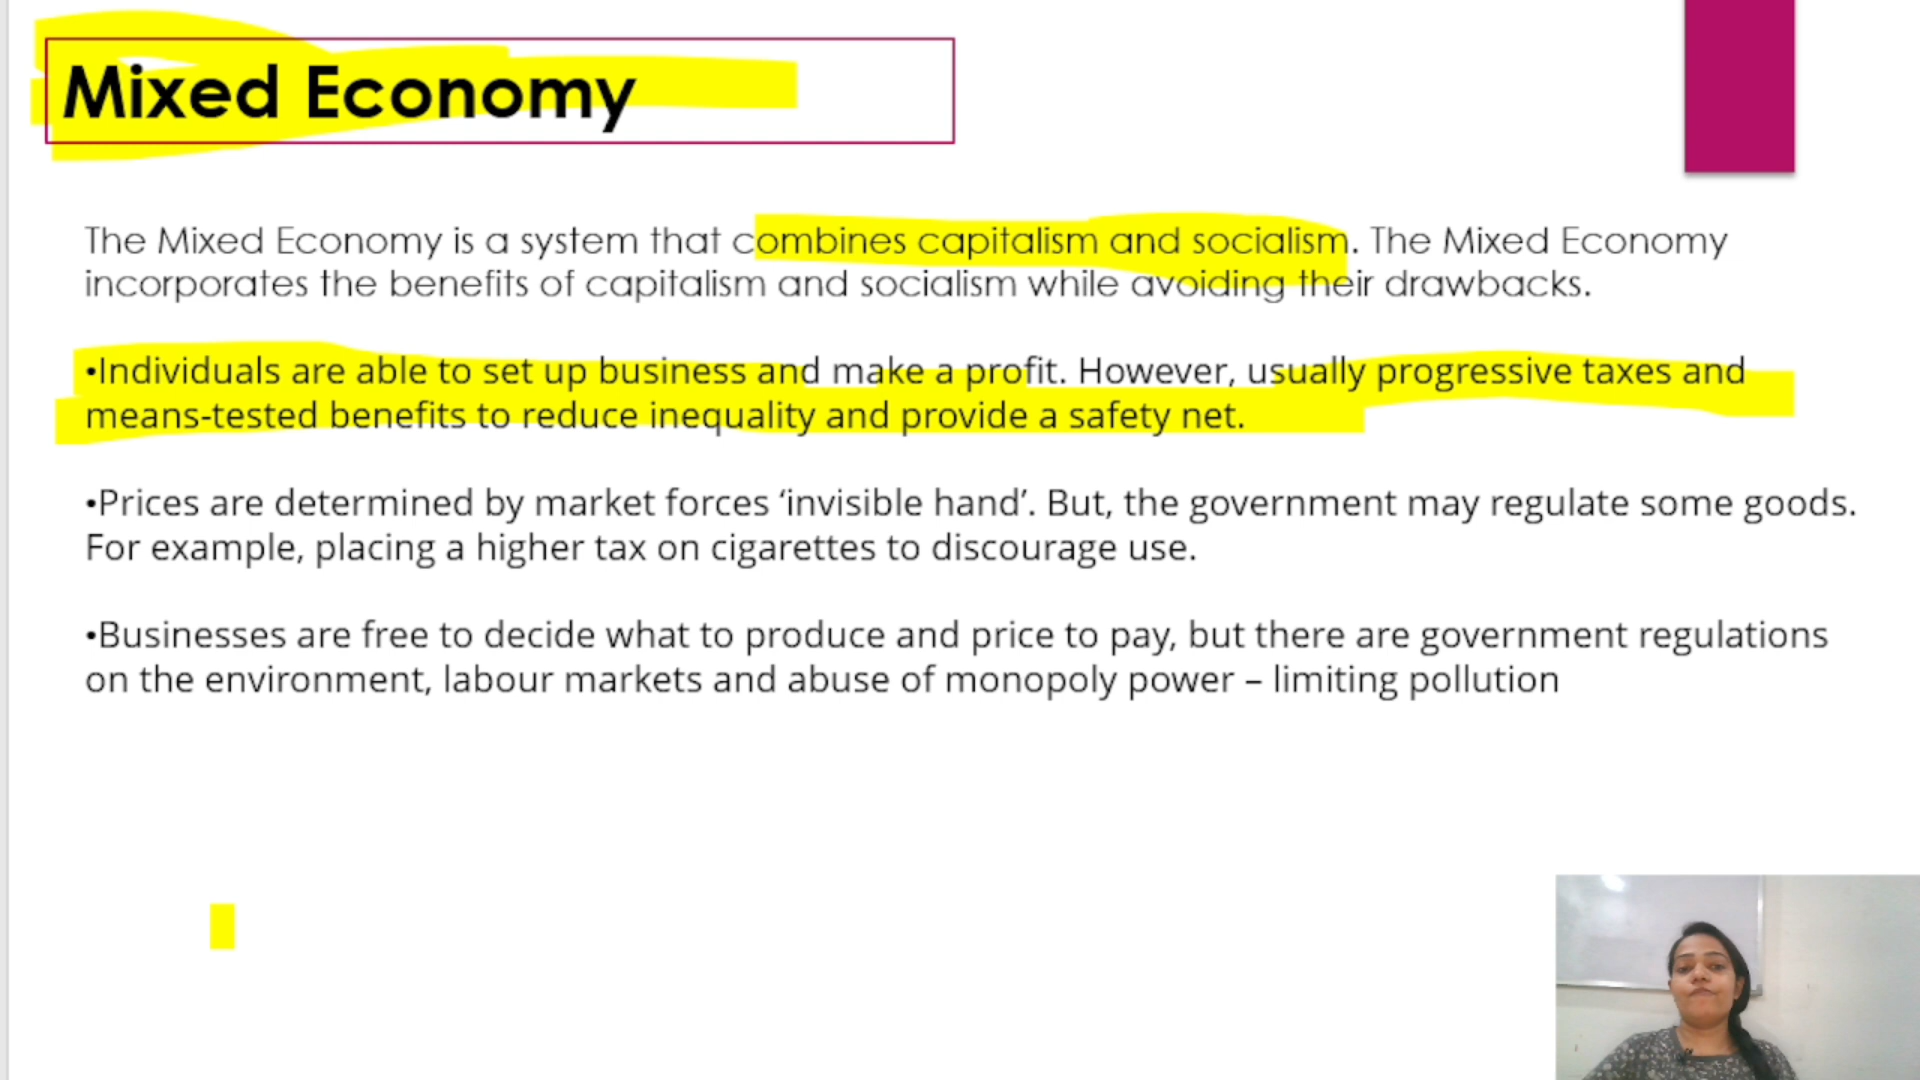 Mixed Economy
The Mixed Economy is a system that combines capitalism and socialism. The Mixed Economy
incorporates the benefits of capitalism and socialism while avoiding their drawbacks.
•Individuals are able to set up business and make a profit. However, usually progressive taxes and
means-tested benefits to reduce inequality and provide a safety net.
•Prices are determined by market forces ‘invisible hand’. But, the government may regulate some goods.
For example, placing a higher tax on cigarettes to discourage use.
•Businesses are free to decide what to produce and price to pay, but there are government regulations
on the environment, labour markets and abuse of monopoly power – limiting pollution